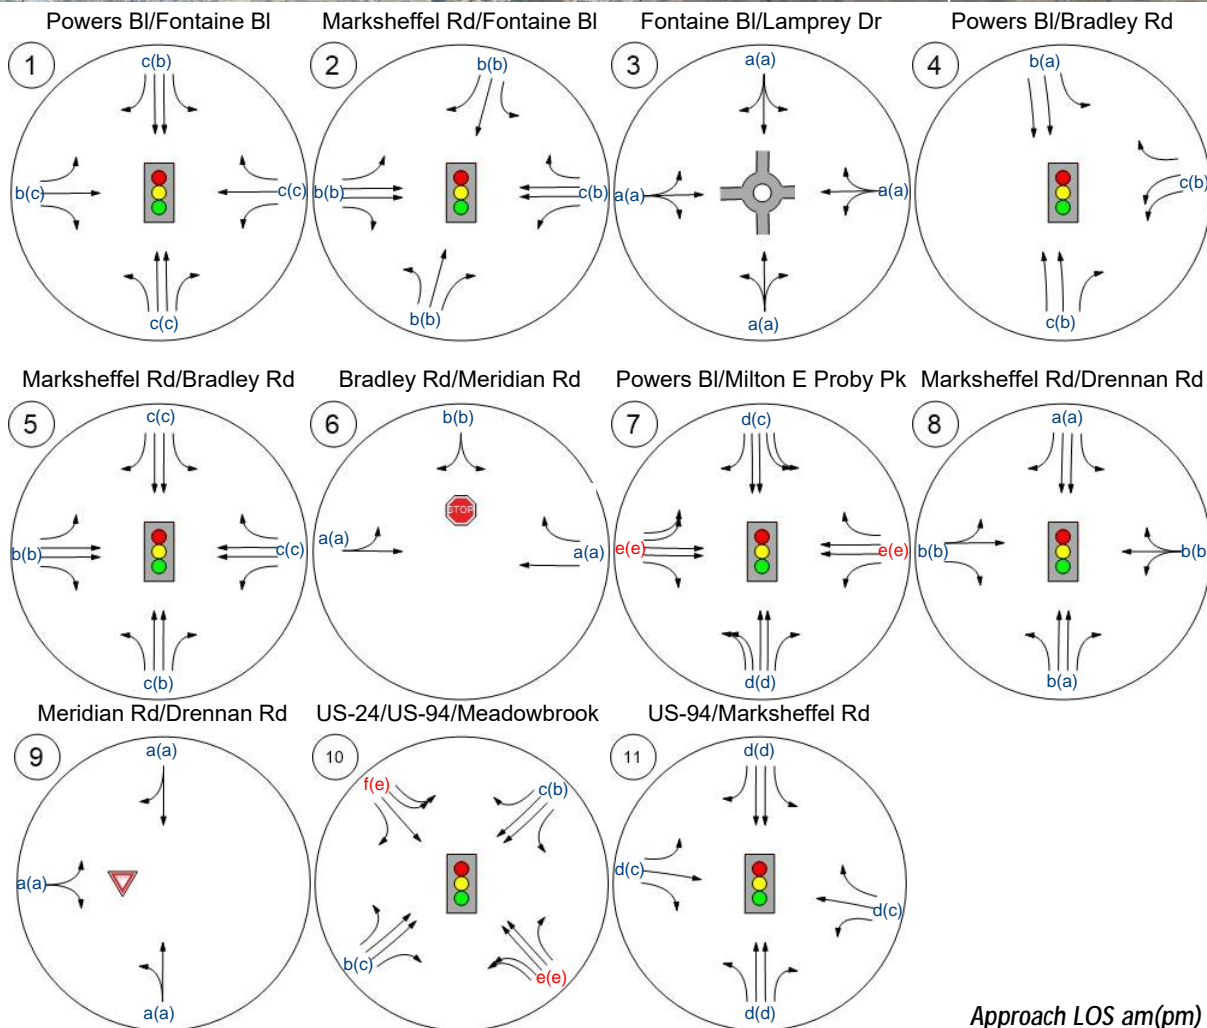 Powers Bl/Fontaine Bl
1
c(b)
b(c)
c(c)
c(c)
Marksheffel Rd/Fontaine Bl
2
b(b)
b(b)
c(b)
b(b)
Fontaine Bl/Lamprey Dr
3
a(a)
a(a)
a(a)
a(a)
Powers Bl/Bradley Rd
4
b(a)
c(b)
c(b)
Marksheffel Rd/Bradley Rd
5
c(c)
b(b)
c(c)
c(b)
Bradley Rd/Meridian Rd
6
b(b)
STOP
a(a)
a(a)
Powers Bl/Milton E Proby Pk
7
d(c)
e(e)
e(e)
d(d)
Marksheffel Rd/Drennan Rd
8
a(a)
b(b)
b(b)
b(a)
Meridian Rd/Drennan Rd
9
a(a)
a(a)
a(a)
US-24/US-94/Meadowbrook
10
f(e)
c(b)
b(c)
e(e)
US-94/Marksheffel Rd
11
d(d)
d(c)
d(c)
d(d)
Approach LOS am(pm)